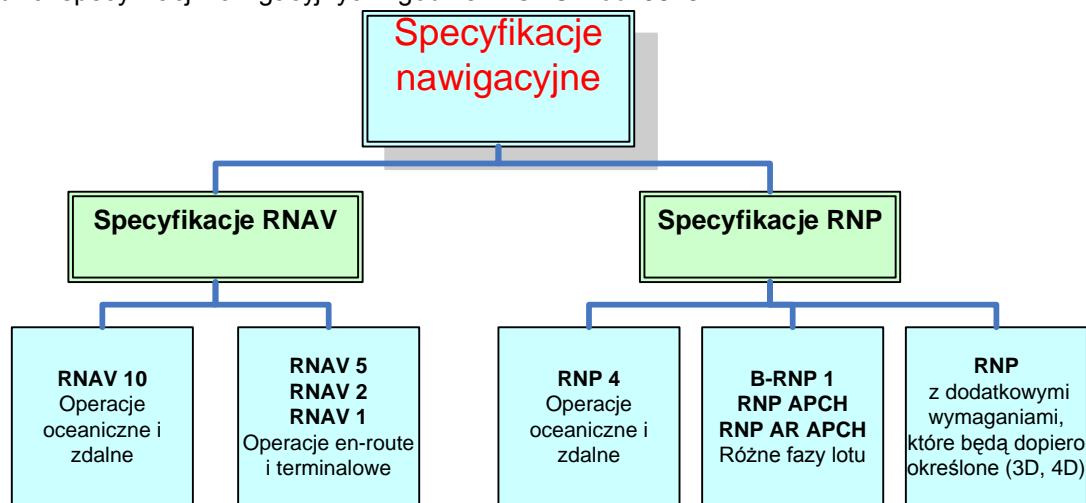 Specyfikacje
nawigacyjne
Specyfikacje RNAV
Specyfikacje RNP
RNAV 10
Operacje
oceaniczne i
zdalne
RNAV 5
RNAV 2
RNAV 1
Operacje en-route
i terminalowe
RNP 4
Operacje
oceaniczne i
zdalne
B-RNP 1
RNP APCH
RNP AR APCH
Różne fazy lotu
RNP
z dodatkowymi
wymaganiami,
które będą dopiero
określone (3D, 4D)